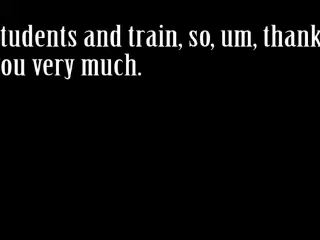 tudents and train, so, um, thank
ou very much.